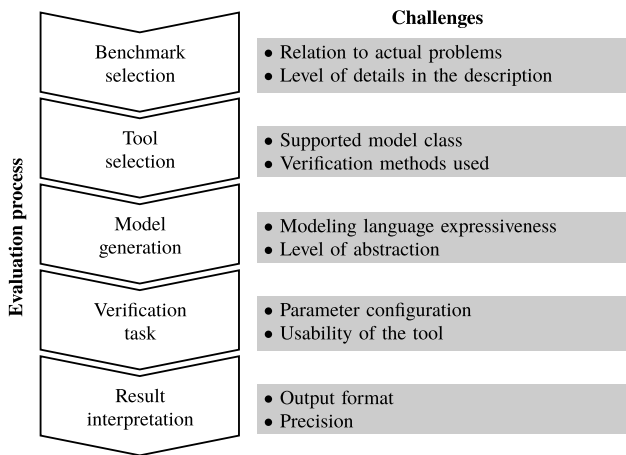 Challenges
Evaluation process
Benchmark
selection
• Relation to actual problems
• Level of details in the description
Tool
selection
• Supported model class
• Verification methods used
Model
generation
• Modeling language expressiveness
• Level of abstraction
Verification
task
• Parameter configuration
• Usability of the tool
Result
interpretation
• Output format
• Precision